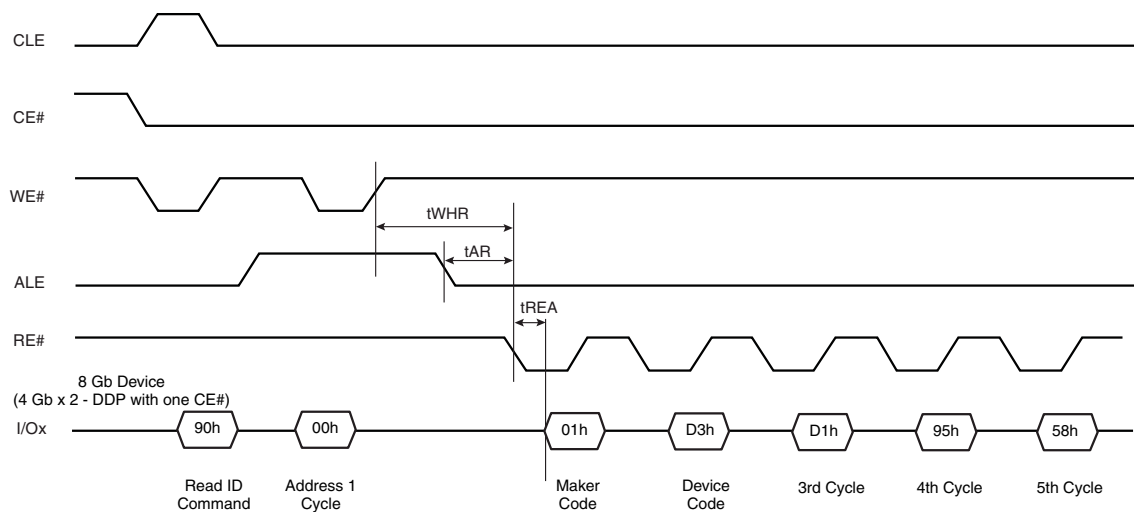 CLE
CE#
WE#
tWHR
tAR
ALE
tREA
RE#
8 Gb Device
(4 Gb x 2 - DDP with one CE#)
I/Ox
90h
00h
01h
D3h
D1h
95h
58h
Read ID
Command
Address 1
Cycle
Maker
Code
Device
Code
3rd Cycle
4th Cycle
5th Cycle